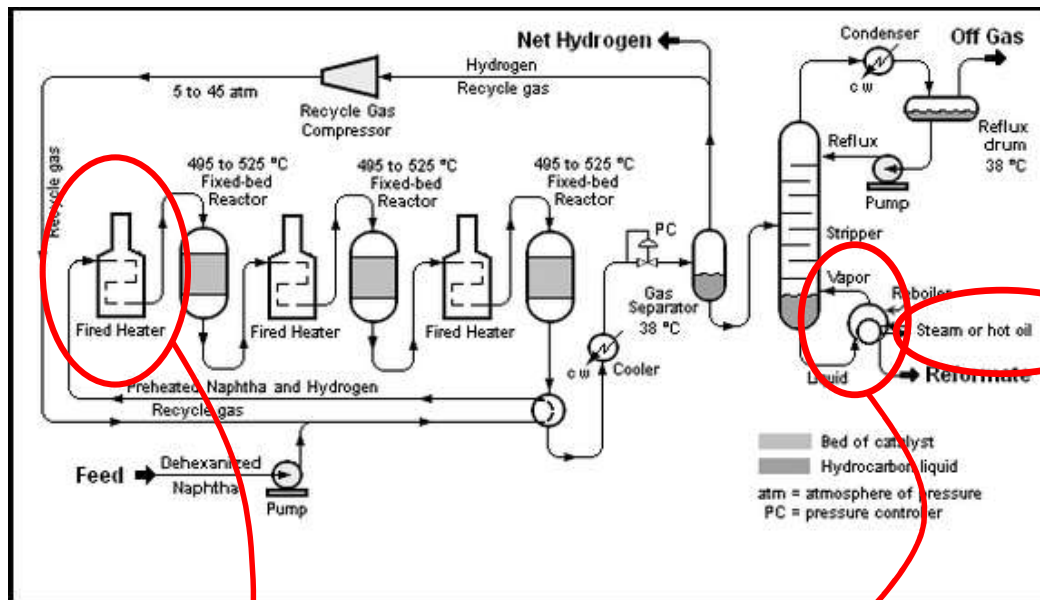 Net Hydrogen
Condenser
Off Gas
Hydrogen
Recycle gas
5 to 45 atm
c w
Recycle Gas
Compressor
Reflux
Reflux
drum
38 °C
Recycle gas
495 to 525 °C
Fixed-bed
Reactor
495 to 525 °C
Fixed-bed
Reactor
495 to 525 °C
Fixed-bed
Reactor
Pump
PC
Stripper
Vapor
Reboiler
Gas
Separator
38 °C
Fired Heater
Fired Heater
Fired Heater
Steam or hot oil
c w
Cooler
Liquid
Reformate
Preheated Naphtha and Hydrogen
Recycle gas
Bed of catalyst
Feed
Dehexanized
Naphtha
Hydrocarbon liquid
Pump
atm = atmosphere of pressure
PC = pressure controller